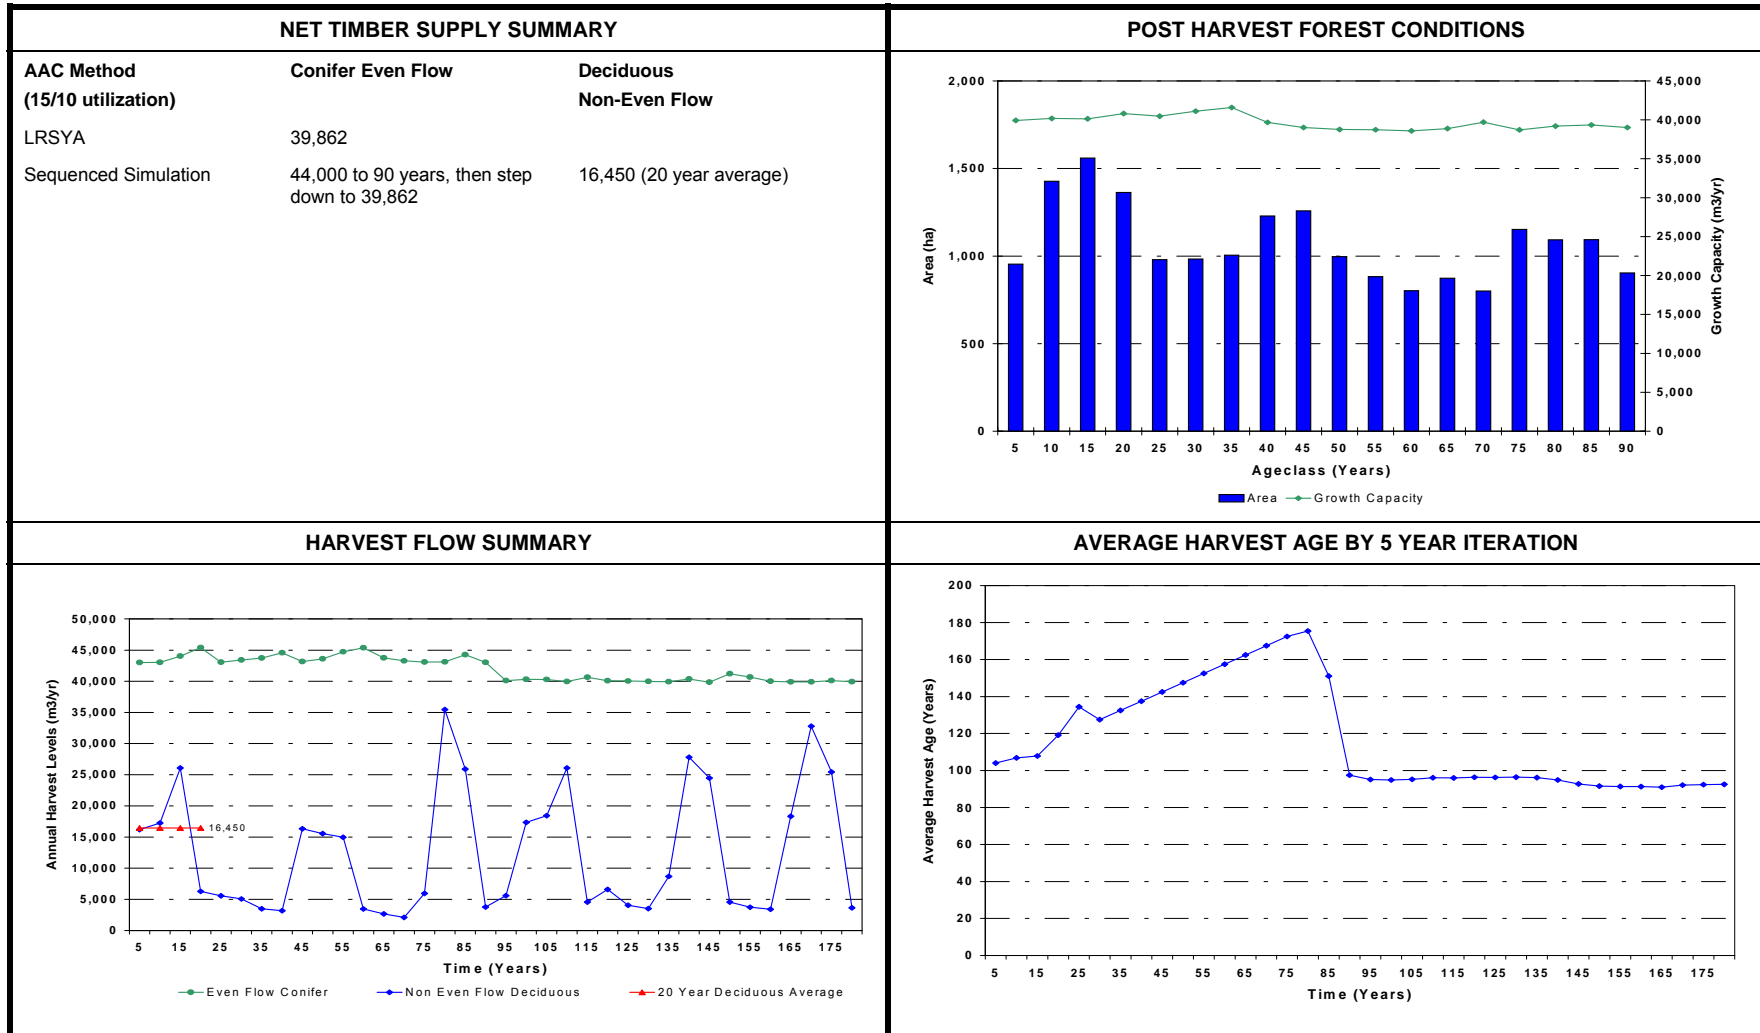 NET TIMBER SUPPLY SUMMARY
AAC Method Conifer Even Flow Deciduous
(15/10 utilization) Non-Even Flow
LRSYA 39,862
Sequenced Simulation 44,000 to 90 years, then step 16,450 (20 year average)
down to 39,862
POST HARVEST FOREST CONDITIONS
2,000
1,500
1,000
500
0
Area (ha)
45,000
40,000
35,000
30,000
25,000
20,000
15,000
10,000
5,000
0
Growth Capacity (m3/yr)
5 10 15 20 25 30 35 40 45 50 55 60 65 70 75 80 85 90
Ageclass (Years)
Area Growth Capacity
HARVEST FLOW SUMMARY
50,000
45,000
40,000
35,000
30,000
25,000
20,000
15,000
10,000
5,000
0
Annual Harvest Levels (m3/yr)
16,450
5 15 25 35 45 55 65 75 85 95 105 115 125 135 145 155 165 175
Time (Years)
Even Flow Conifer Non Even Flow Deciduous 20 Year Deciduous Average
AVERAGE HARVEST AGE BY 5 YEAR ITERATION
200
180
160
140
120
100
80
60
40
20
0
Average Harvest Age (Years)
5 15 25 35 45 55 65 75 85 95 105 115 125 135 145 155 165 175
Time (Years)